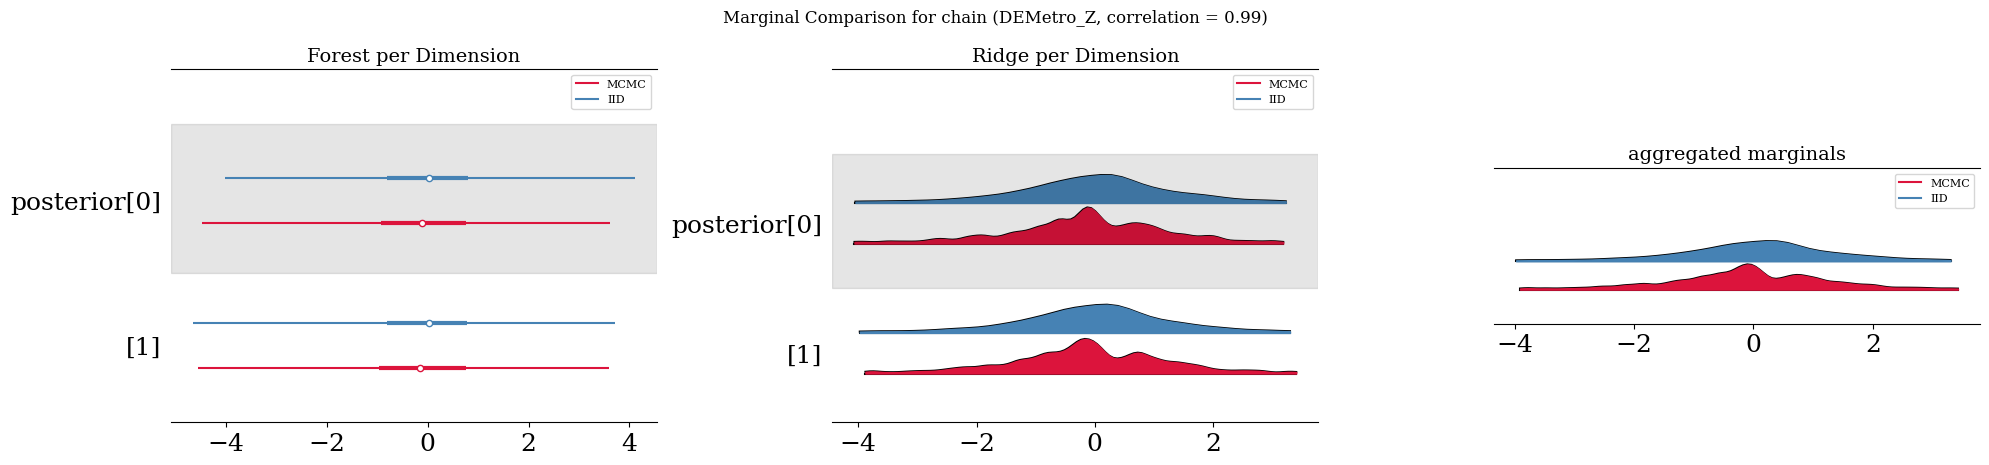 Marginal Comparison for chain (DEMetro_Z, correlation = 0.99)
Forest per Dimension
MCMC
IID
posterior[0]
[1]
−4 −2 0 2 4
Ridge per Dimension
MCMC
IID
posterior[0]
[1]
−4 −2 0 2
aggregated marginals
MCMC
IID
−4 −2 0 2